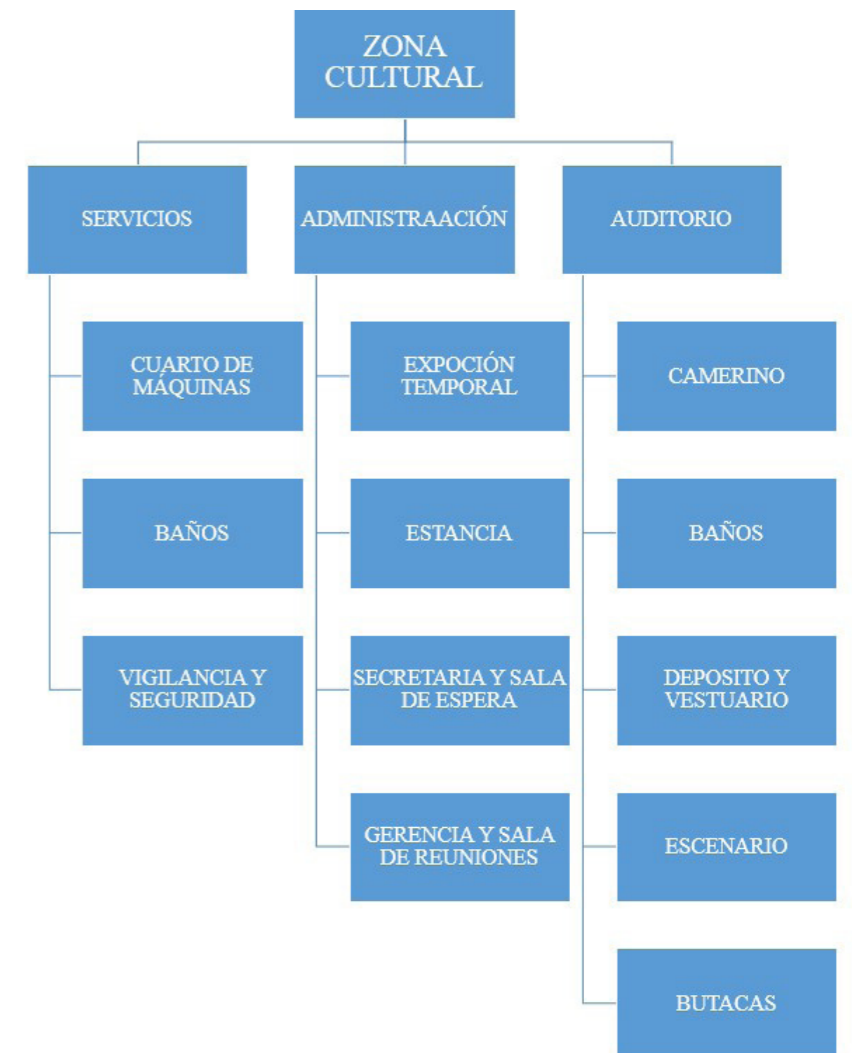 ZONA
CULTURAL
SERVICIOS
ADMINISTRAACIÓN
AUDITORIO
CUARTO DE
MÁQUINAS
BAÑOS
VIGILANCIA Y
SEGURIDAD
EXPOCIÓN
TEMPORAL
ESTANCIA
SECRETARIA Y SALA
DE ESPERA
GERENCIA Y SALA
DE REUNIONES
CAMERINO
BAÑOS
DEPOSITO Y
VESTUARIO
ESCENARIO
BUTACAS